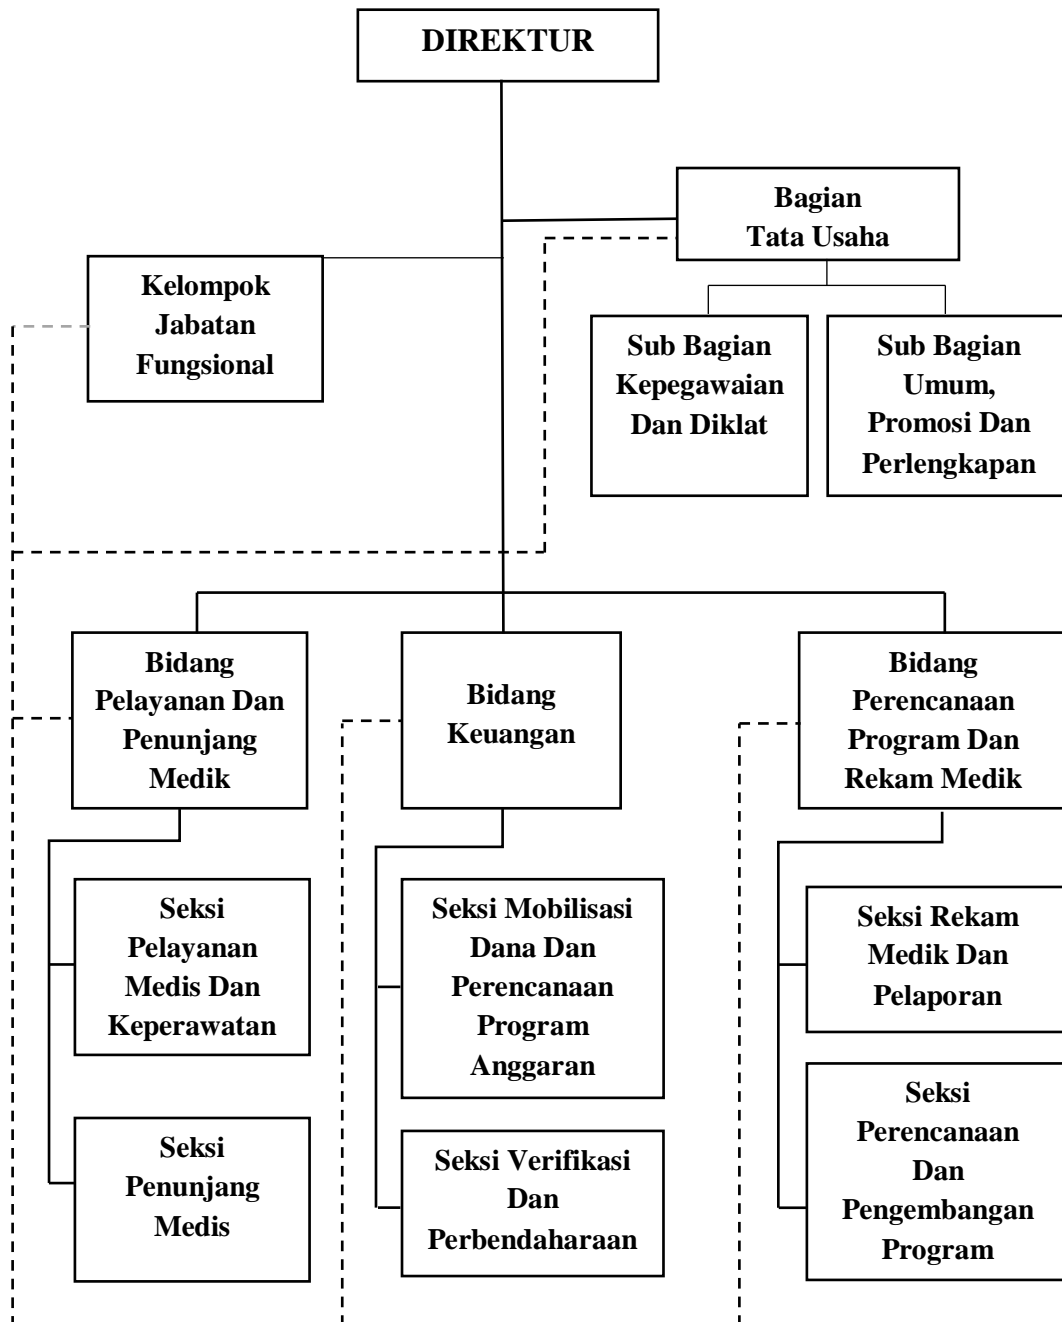 DIREKTUR
Bagian
Tata Usaha
Kelompok
Jabatan
Fungsional
Sub Bagian
Kepegawaian
Dan Diklat
Sub Bagian
Umum,
Promosi Dan
Perlengkapan
Bidang
Pelayanan Dan
Penunjang
Medik
Bidang
Keuangan
Bidang
Perencanaan
Program Dan
Rekam Medik
Seksi
Pelayanan
Medis Dan
Keperawatan
Seksi Mobilisasi
Dana Dan
Perencanaan
Program
Anggaran
Seksi Rekam
Medik Dan
Pelaporan
Seksi
Penunjang
Medis
Seksi Verifikasi
Dan
Perbendaharaan
Seksi
Perencanaan
Dan
Pengembangan
Program